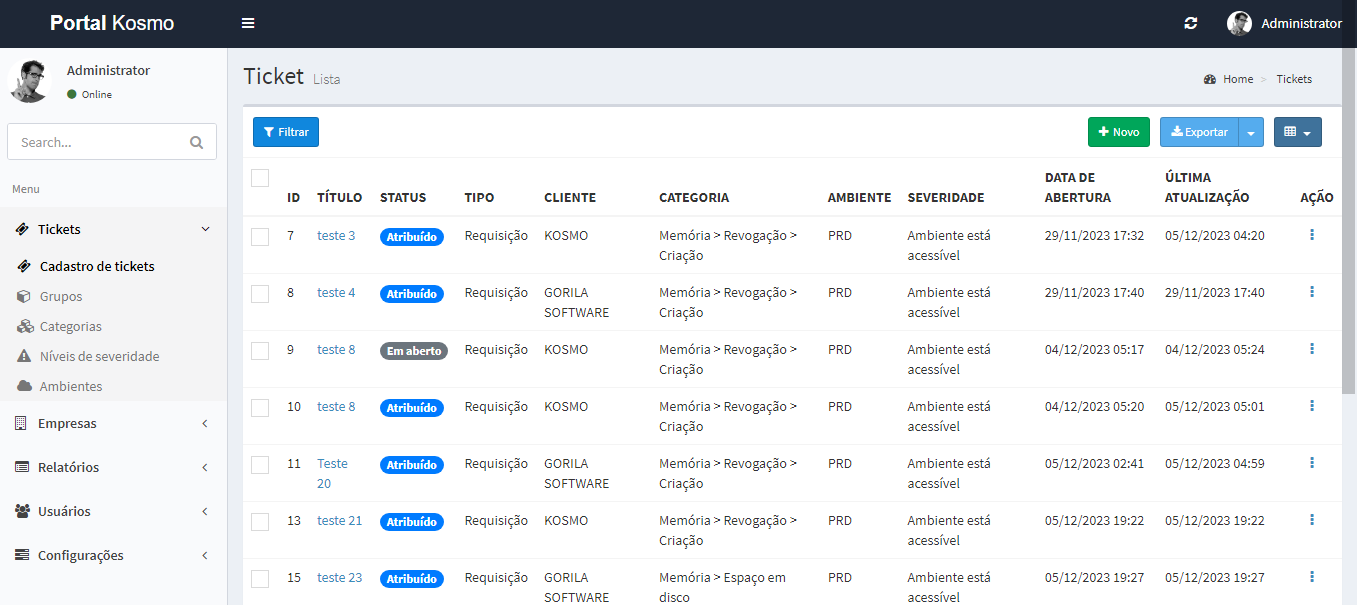 Portal Kosmo
Administrator
Administrator
Online
Search...
Menu
Tickets
Cadastro de tickets
Grupos
Categorias
Níveis de severidade
Ambientes
Empresas
Relatórios
Usuários
Configurações
Ticket Lista
Home > Tickets
Filtrar
Novo
Exportar
ID TÍTULO STATUS TIPO CLIENTE CATEGORIA AMBIENTE SEVERIDADE DATA DE ABERTURA ÚLTIMA ATUALIZAÇÃO AÇÃO
7 teste 3 Atribuído Requisição KOSMO Memória > Revogação > PRD Ambiente está 29/11/2023 17:32 05/12/2023 04:20
Criação acessível
8 teste 4 Atribuído Requisição GORILA Memória > Revogação > PRD Ambiente está 29/11/2023 17:40 29/11/2023 17:40
SOFTWARE Criação acessível
9 teste 8 Em aberto Requisição KOSMO Memória > Revogação > PRD Ambiente está 04/12/2023 05:17 04/12/2023 05:24
Criação acessível
10 teste 8 Atribuído Requisição KOSMO Memória > Revogação > PRD Ambiente está 04/12/2023 05:20 05/12/2023 05:01
Criação acessível
11 Teste Atribuído Requisição GORILA Memória > Revogação > PRD Ambiente está 05/12/2023 02:41 05/12/2023 04:59
20 SOFTWARE Criação acessível
13 teste 21 Atribuído Requisição KOSMO Memória > Revogação > PRD Ambiente está 05/12/2023 19:22 05/12/2023 19:22
Criação acessível
15 teste 23 Atribuído Requisição GORILA Memória > Espaço em PRD Ambiente está 05/12/2023 19:27 05/12/2023 19:27
SOFTWARE disco acessível